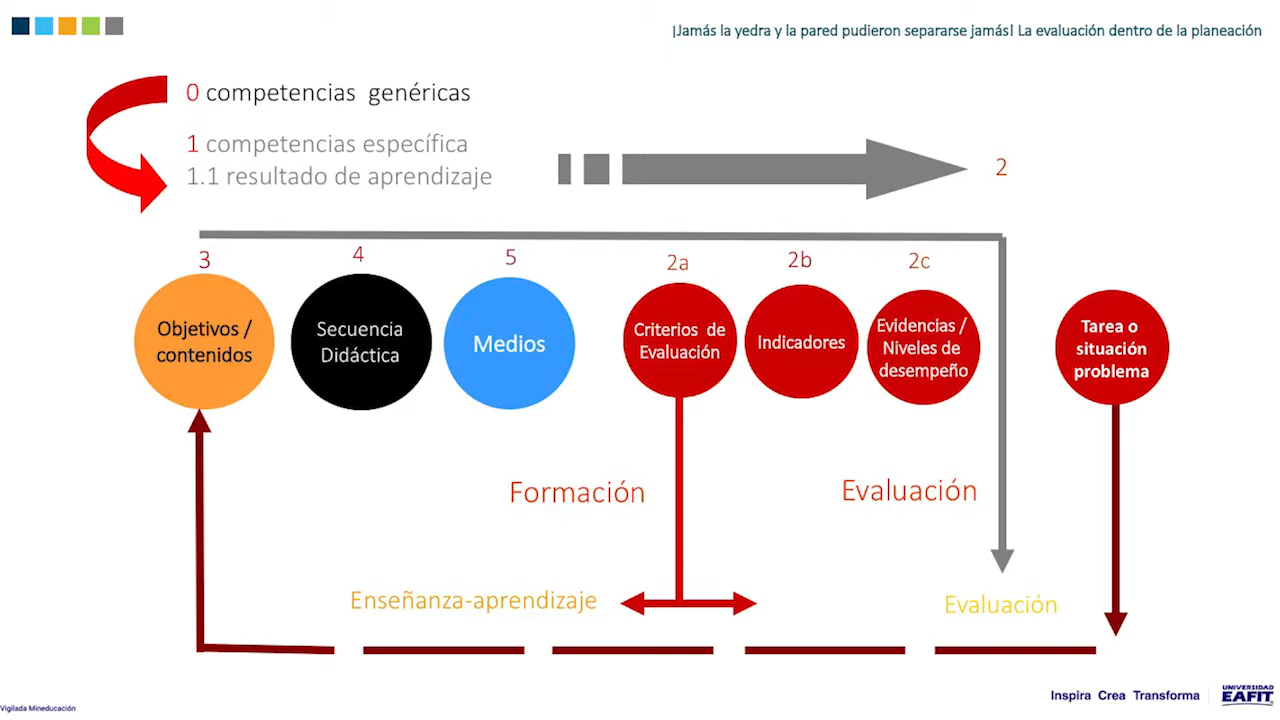 ¡Jamás la yedra y la pared pudieron separarse jamás! La evaluación dentro de la planeación
0 competencias genéricas
1 competencias específica
1.1 resultado de aprendizaje
2
3
4
5
2a
2b
2c
Objetivos /
contenidos
Secuencia
Didáctica
Medios
Criterios de
Evaluación
Indicadores
Evidencias /
Niveles de
desempeño
Tarea o
situación
problema
Formación
Evaluación
Enseñanza-aprendizaje
Evaluación
Inspira Crea Transforma
UNIVERSIDAD
EAFIT
Vigilada Mineducación